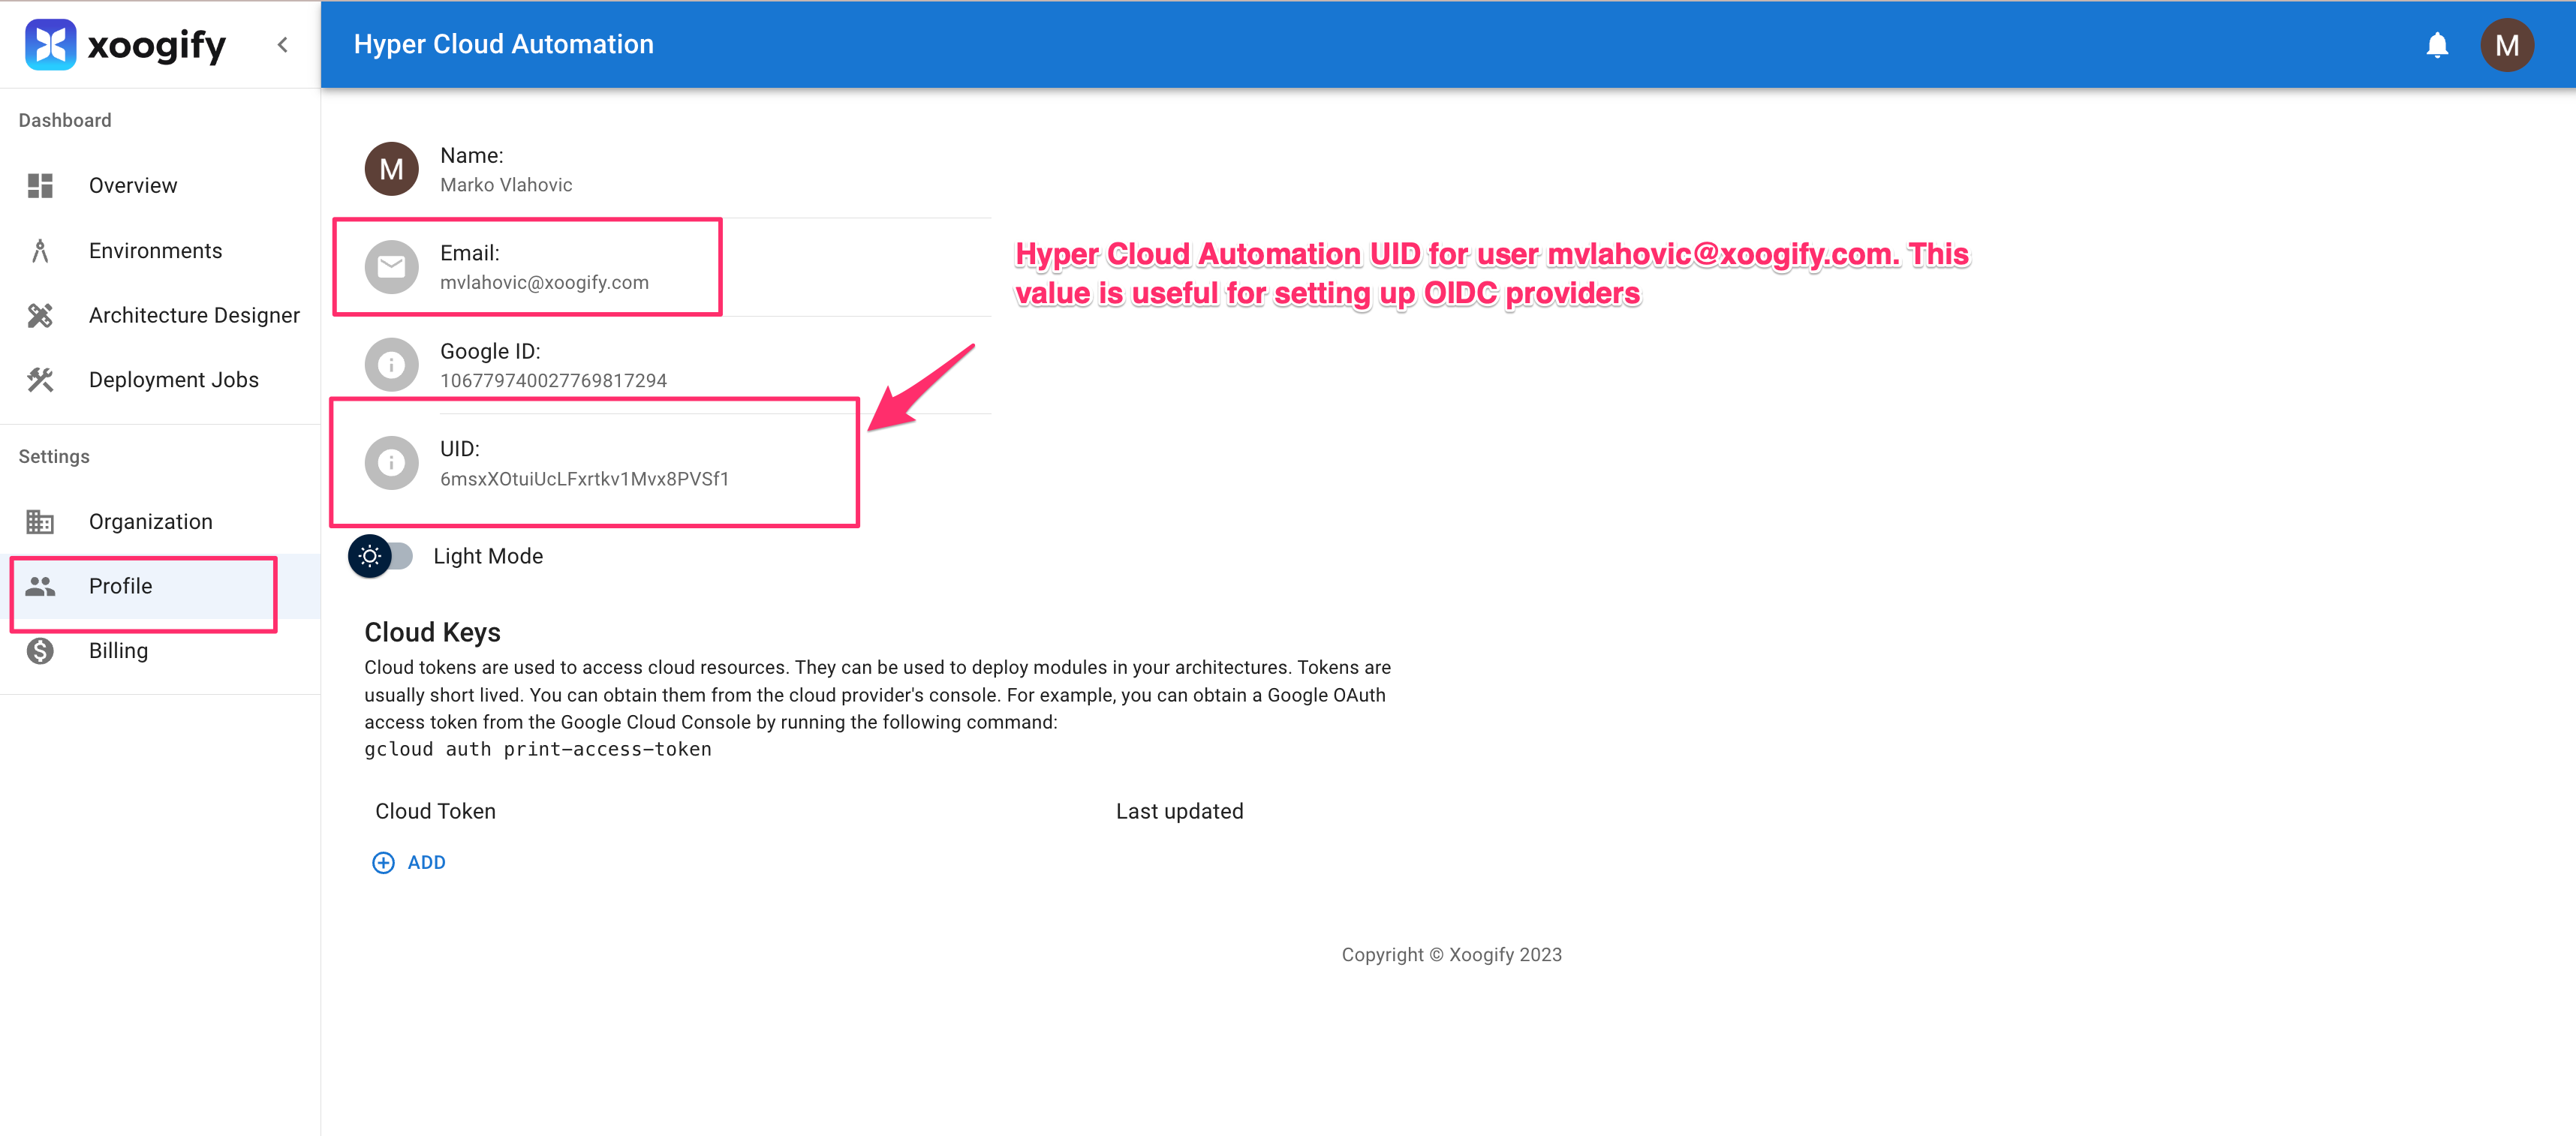 xoogify
Hyper Cloud Automation
M
Dashboard
Overview
Environments
Architecture Designer
Deployment Jobs
Settings
Organization
Profile
Billing
M
Name:
Marko Vlahovic
Email:
mvlahovic@xoogify.com
Google ID:
106779740027769817294
UID:
6msxXOtuiUcLFxrtkv1Mvx8PVSf1
Hyper Cloud Automation UID for user mvlahovic@xoogify.com. This
value is useful for setting up OIDC providers
Light Mode
Cloud Keys
Cloud tokens are used to access cloud resources. They can be used to deploy modules in your architectures. Tokens are
usually short lived. You can obtain them from the cloud provider's console. For example, you can obtain a Google OAuth
access token from the Google Cloud Console by running the following command:
gcloud auth print-access-token
Cloud Token
Last updated
ADD
Copyright © Xoogify 2023